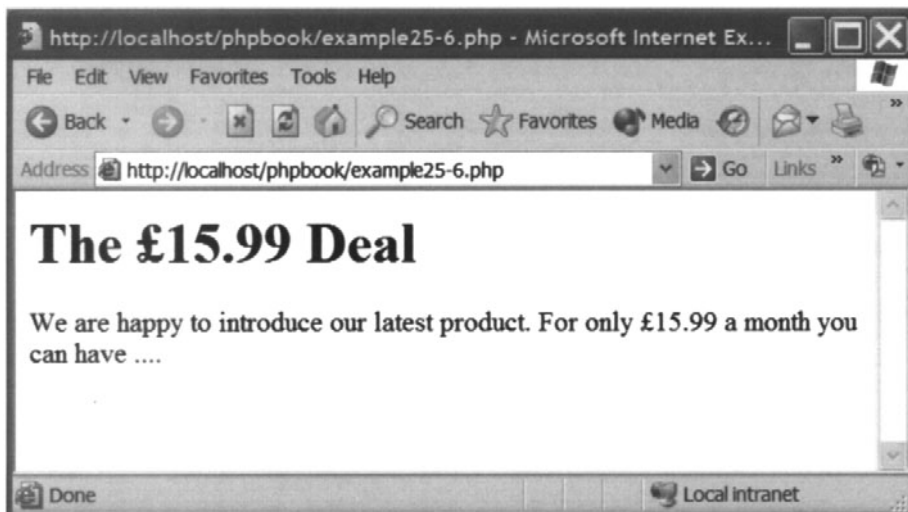 http://localhost/phpbook/example25-6.php - Microsoft Internet Ex...
File Edit View Favorites Tools Help
Back Search Favorites Media
Address http://localhost/phpbook/example25-6.php Go Links
The £15.99 Deal
We are happy to introduce our latest product. For only £15.99 a month you
can have ....
Done Local intranet